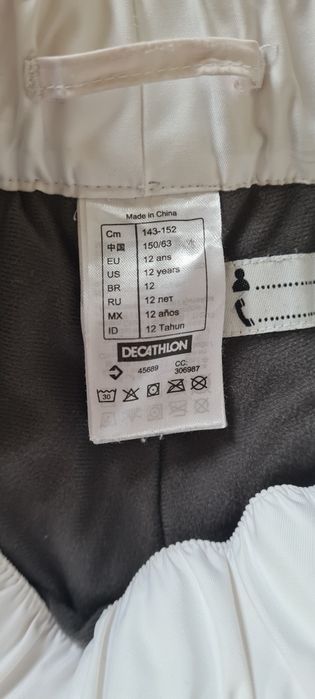 Made in China
Cm 143-152
中国 150/63
EU 12 ans
US 12 years
BR 12
RU 12 лет
MX 12 años
ID 12 Tahun
DECATHLON
45689 CC: 306987
30